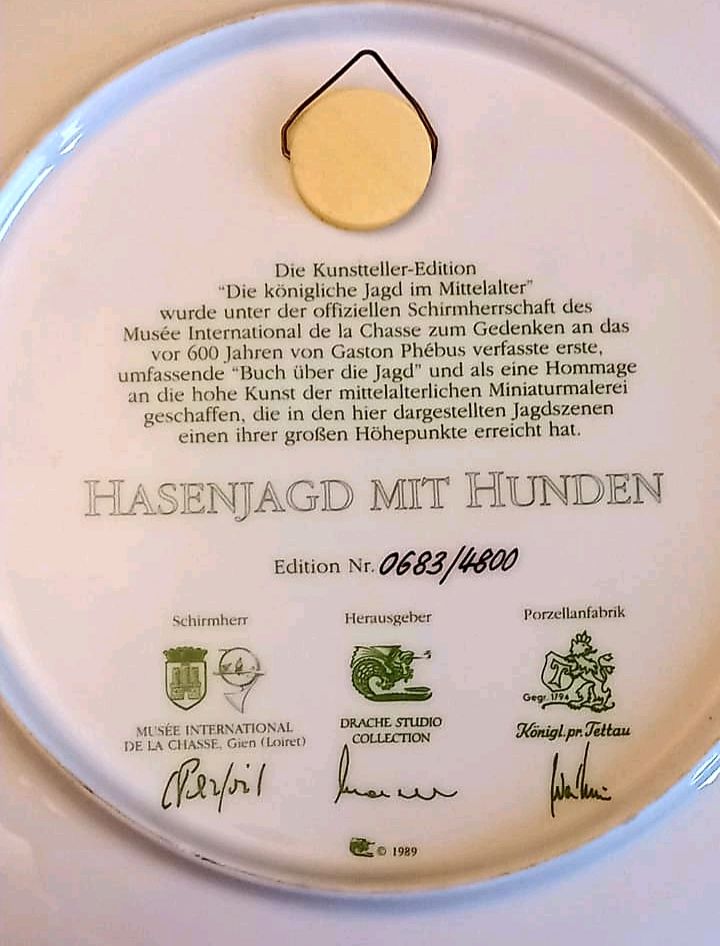 Die Kunstteller-Edition
"Die königliche Jagd im Mittelalter"
wurde unter der offiziellen Schirmherrschaft des
Musée International de la Chasse zum Gedenken an das
vor 600 Jahren von Gaston Phébus verfasste erste,
umfassende "Buch über die Jagd" und als eine Hommage
an die hohe Kunst der mittelalterlichen Miniaturmalerei
geschaffen, die in den hier dargestellten Jagdszenen
einen ihrer großen Höhepunkte erreicht hat.
HASENJAGD MIT HUNDEN
Edition Nr. 0683/4800
Schirmherr
MUSÉE INTERNATIONAL
DE LA CHASSE, Gien (Loiret)
Herausgeber
DRACHE STUDIO
COLLECTION
Porzellanfabrik
T
Gegr. 1794
Königl. pr. Tettau
© 1989